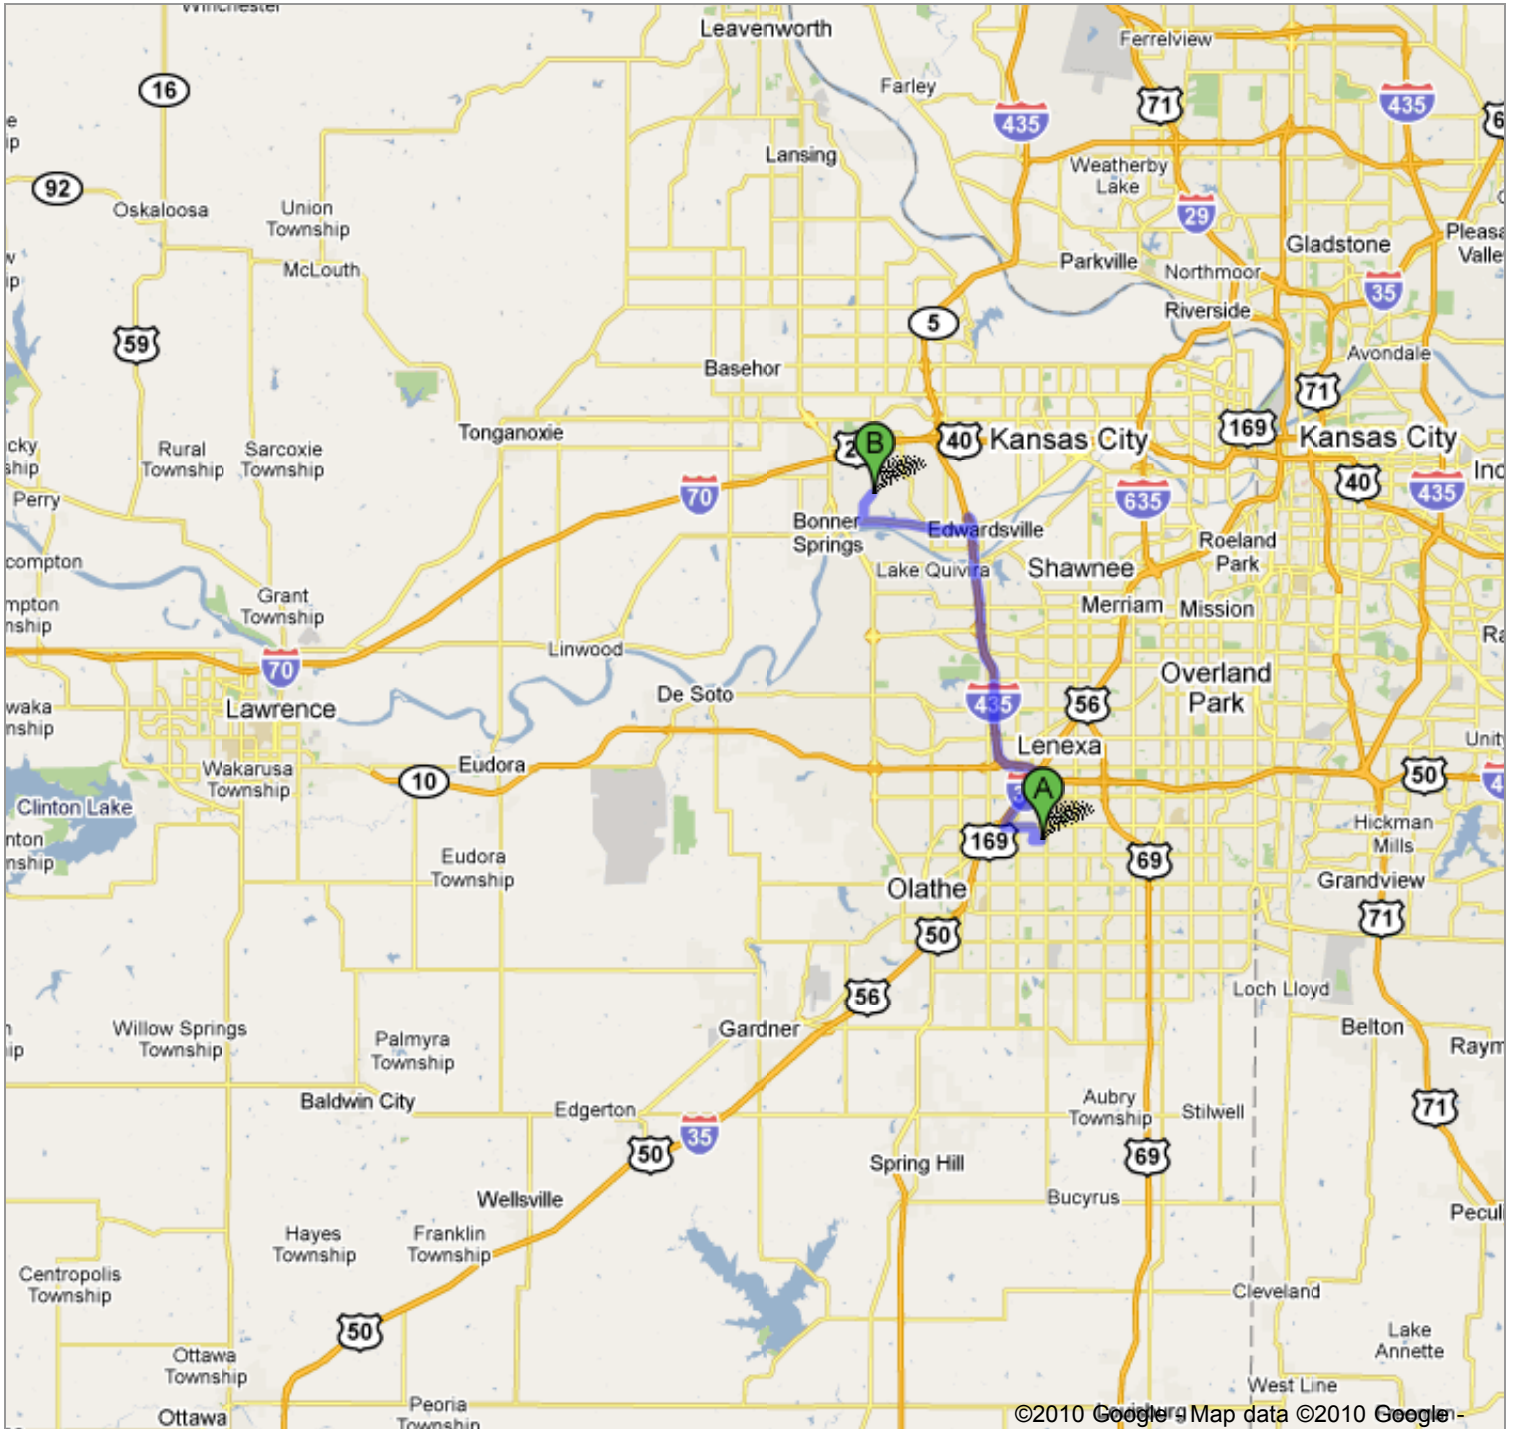 Winchester
Leavenworth
Ferrelview
16
Farley
71
435
435
Lansing
Weatherby
Lake
92
Oskaloosa
Union
Township
29
Gladstone
Parkville
Northmoor
McLouth
35
Riverside
5
59
Avondale
Basehor
71
169
Tonganoxie
40
Kansas City
Kansas City
B
Rural
Township
Sarcoxie
Township
40
70
635
435
Perry
Bonner
Springs
Edwardsville
Roeland
Park
Lake Quivira
Shawnee
Grant
Township
Merriam
Mission
Linwood
70
Overland
Park
De Soto
435
56
Lawrence
Lenexa
Eudora
Wakarusa
Township
10
50
A
Clinton Lake
169
Hickman
Mills
69
Eudora
Township
Olathe
Grandview
71
50
56
Loch Lloyd
Willow Springs
Township
Gardner
Belton
Palmyra
Township
Baldwin City
Edgerton
Aubry
Township
Stilwell
71
35
50
Spring Hill
69
Wellsville
Bucyrus
Hayes
Township
Franklin
Township
Centropolis
Township
Cleveland
50
Lake
Annette
Ottawa
Township
West Line
Peoria
Township
Ottawa
Louisburg
©2010 Google - Map data ©2010 Google -